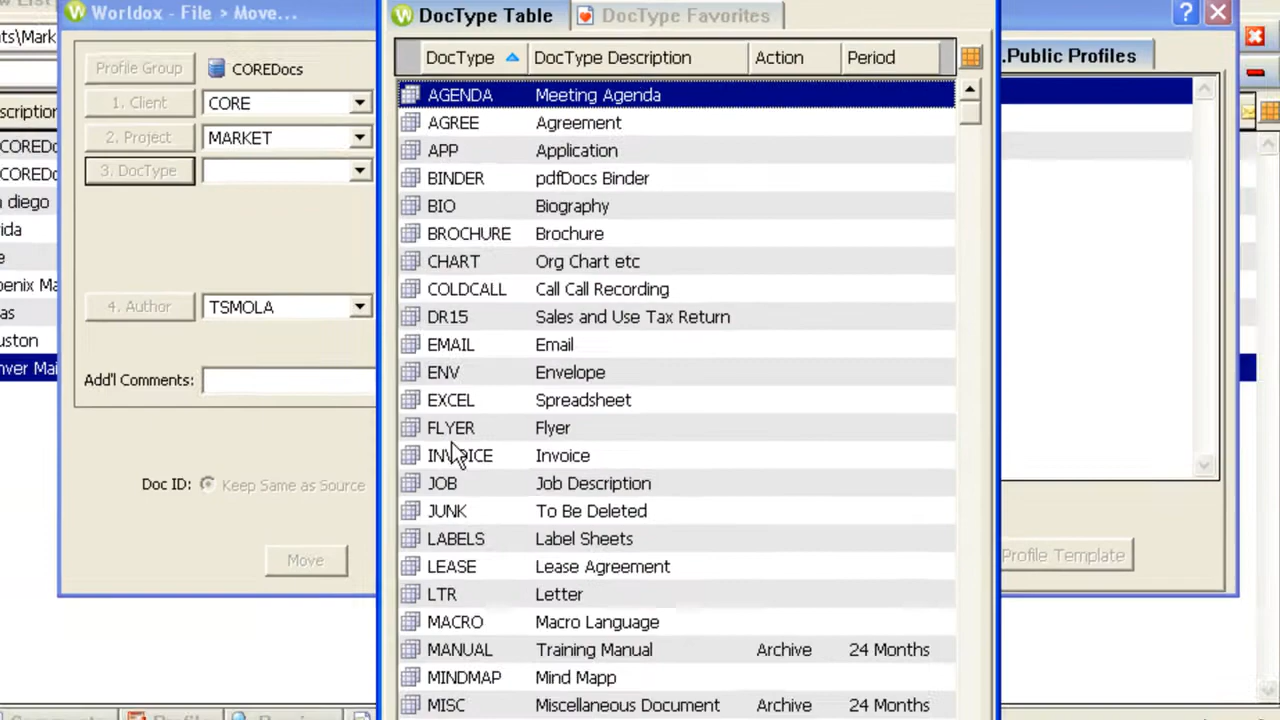 Worldox - File > Move...
DocType Table
DocType Favorites
ts\Mark
Profile Group
COREDocs
DocType
DocType Description
Action
Period
.Public Profiles
scription
1. Client
CORE
AGENDA Meeting Agenda
AGREE Agreement
COREDo
2. Project
MARKET
APP Application
COREDo
3. DocType
BINDER pdfDocs Binder
n diego
BIO Biography
rida
BROCHURE Brochure
e
CHART Org Chart etc
oenix Ma
COLDCALL Call Call Recording
as
4. Author
TSMOLA
DR15 Sales and Use Tax Return
uston
EMAIL Email
nver Mai
ENV Envelope
Add'l Comments:
EXCEL Spreadsheet
FLYER Flyer
INVOICE Invoice
Doc ID:
Keep Same as Source
JOB Job Description
JUNK To Be Deleted
LABELS Label Sheets
Move
LEASE Lease Agreement
Profile Template
LTR Letter
MACRO Macro Language
MANUAL Training Manual Archive 24 Months
MINDMAP Mind Mapp
MISC Miscellaneous Document Archive 24 Months